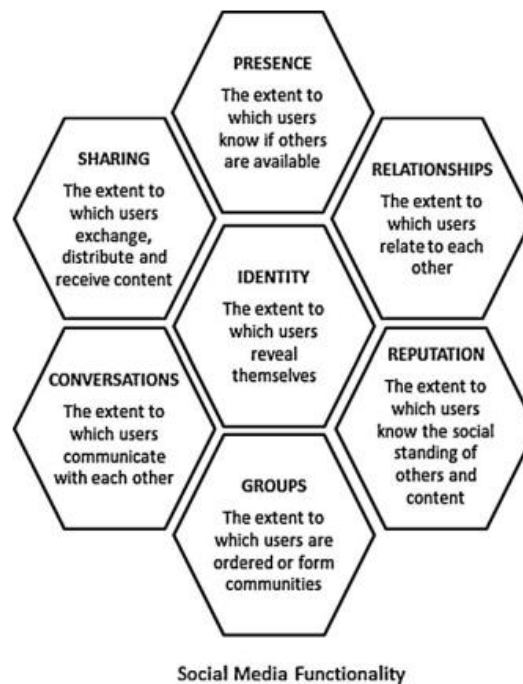 PRESENCE
The extent to
which users
know if others
are available
SHARING
The extent to
which users
exchange,
distribute and
receive content
RELATIONSHIPS
The extent to
which users
relate to each
other
IDENTITY
The extent to
which users
reveal
themselves
CONVERSATIONS
The extent to
which users
communicate
with each other
REPUTATION
The extent to
which users
know the social
standing of
others and
content
GROUPS
The extent to
which users are
ordered or form
communities
Social Media Functionality